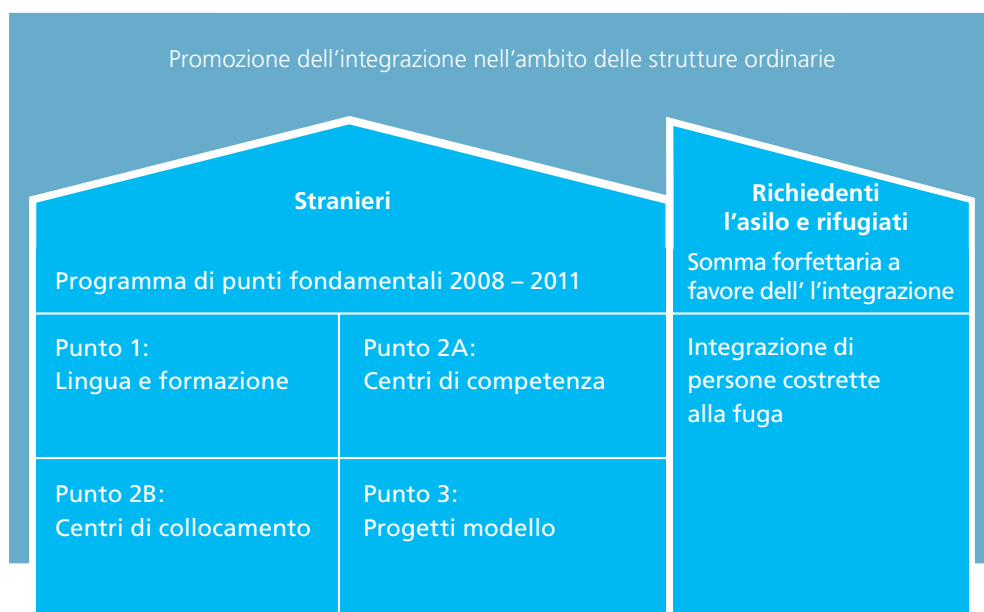 Promozione dell'integrazione nell'ambito delle strutture ordinarie
Stranieri
Programma di punti fondamentali 2008 – 2011
Punto 1:
Lingua e formazione
Punto 2A:
Centri di competenza
Punto 2B:
Centri di collocamento
Punto 3:
Progetti modello
Richiedenti
l'asilo e rifugiati
Somma forfettaria a
favore dell' l'integrazione
Integrazione di
persone costrette
alla fuga